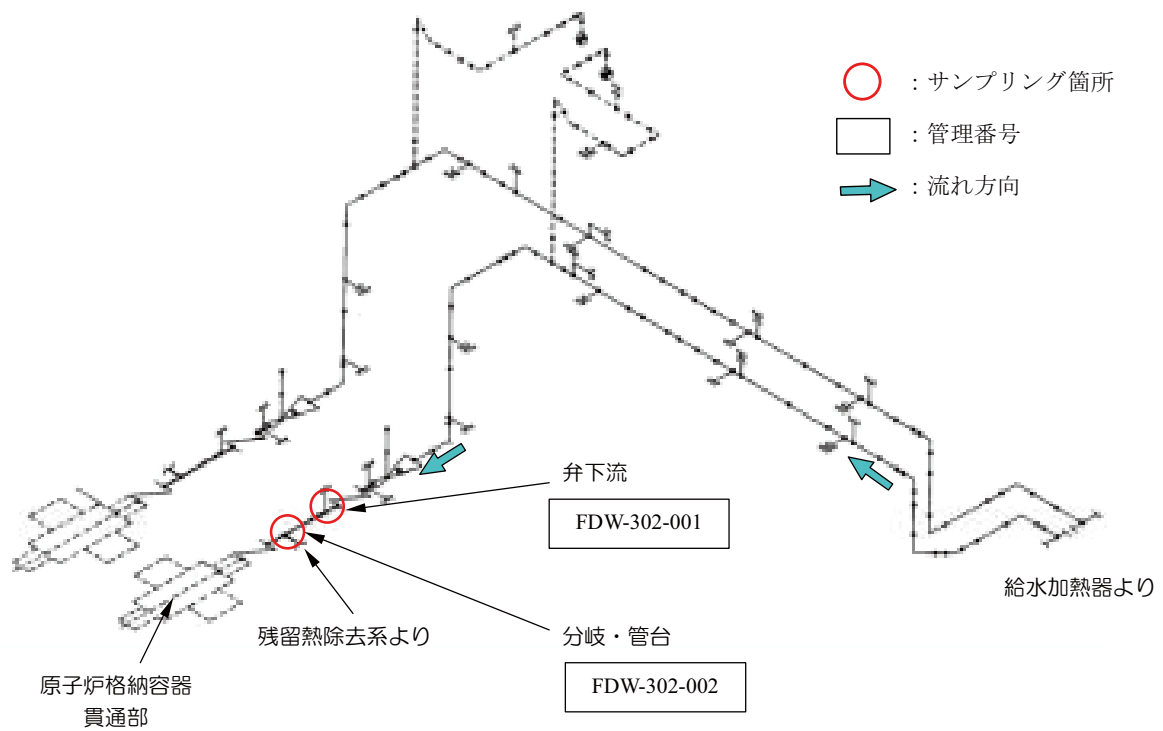 ：サンプリング箇所
：管理番号
：流れ方向
弁下流
FDW-302-001
給水加熱器より
残留熱除去系より
分岐・管台
FDW-302-002
原子炉格納容器
貫通部